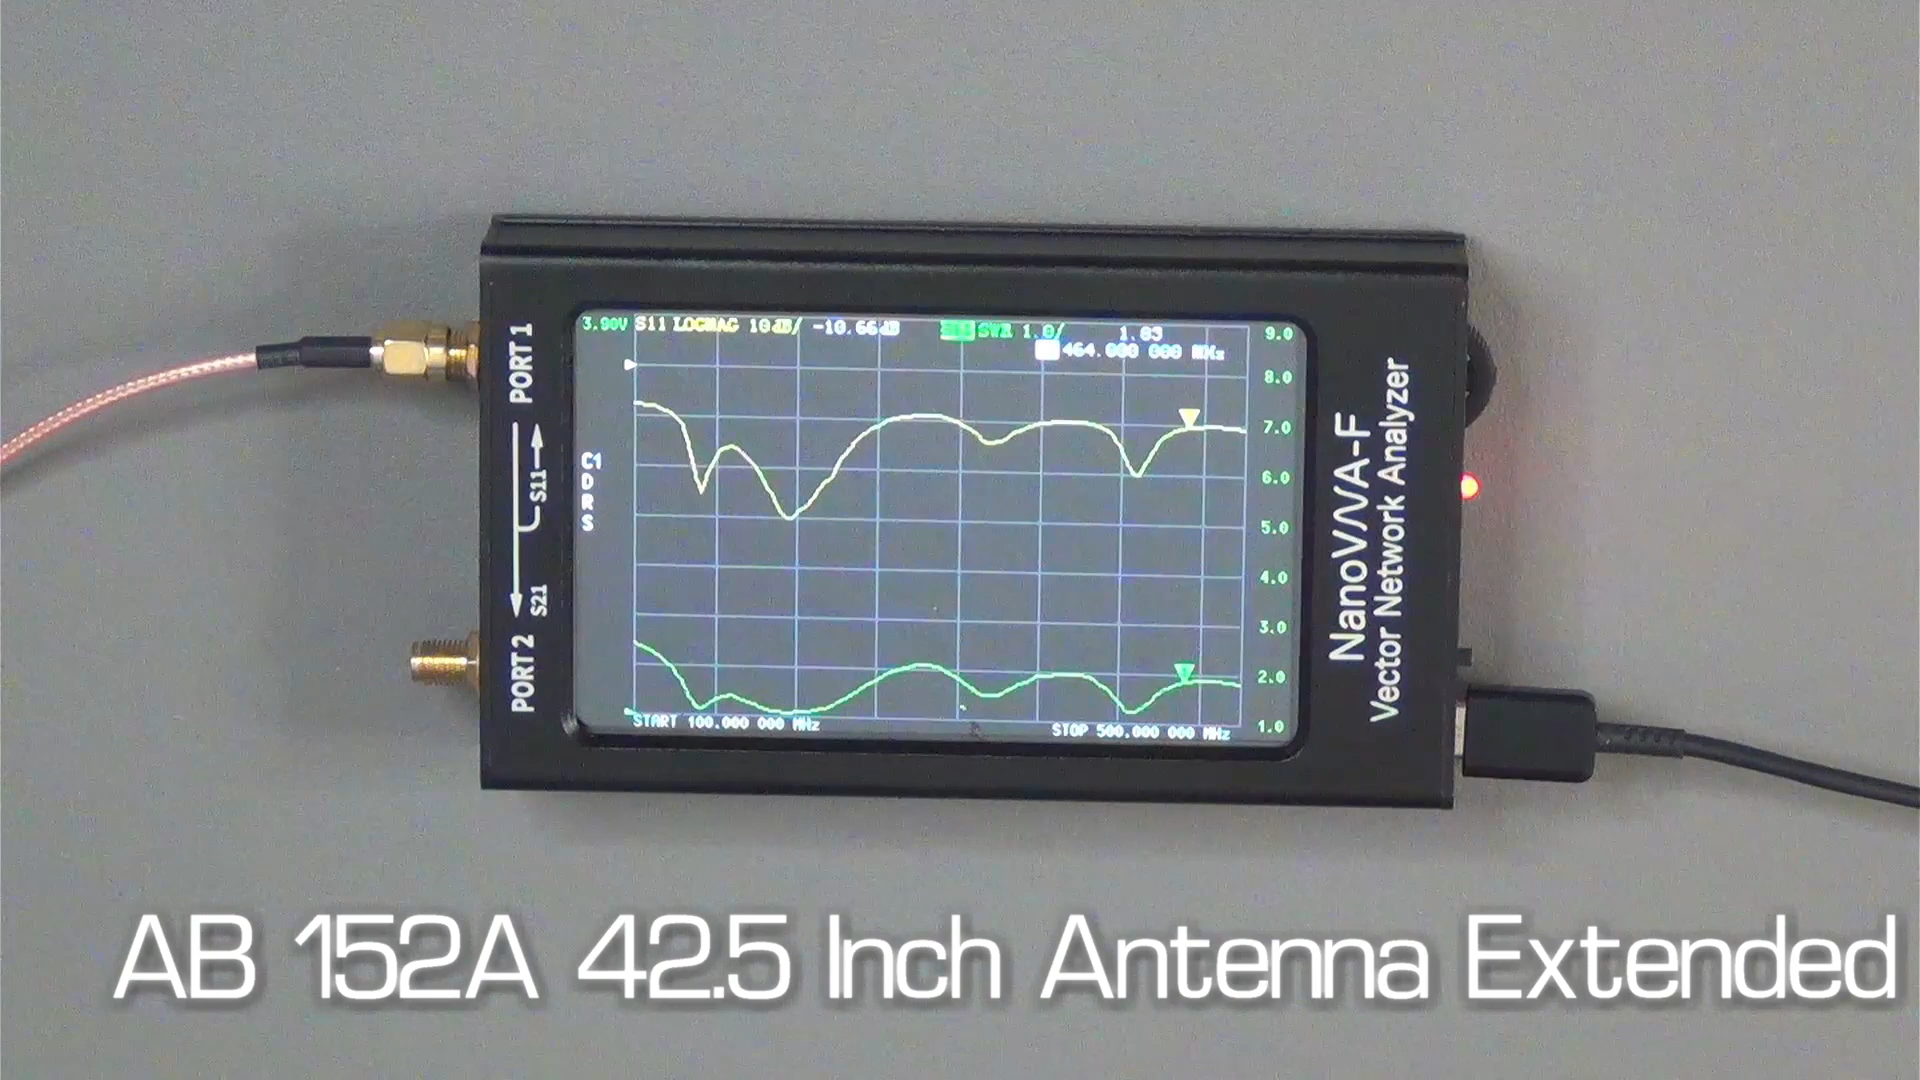 3.90V S11 LOGMAG 10dB/ -10.66dB S11 SWR 1.0/ 1.83
464.000 000 MHz
9.0
8.0
7.0
6.0
5.0
4.0
3.0
2.0
1.0
C1
D
R
S
START 100.000 000 MHz
STOP 500.000 000 MHz
PORT 1
S11
S21
PORT 2
NanoVNA-F
Vector Network Analyzer
AB 152A 42.5 Inch Antenna Extended